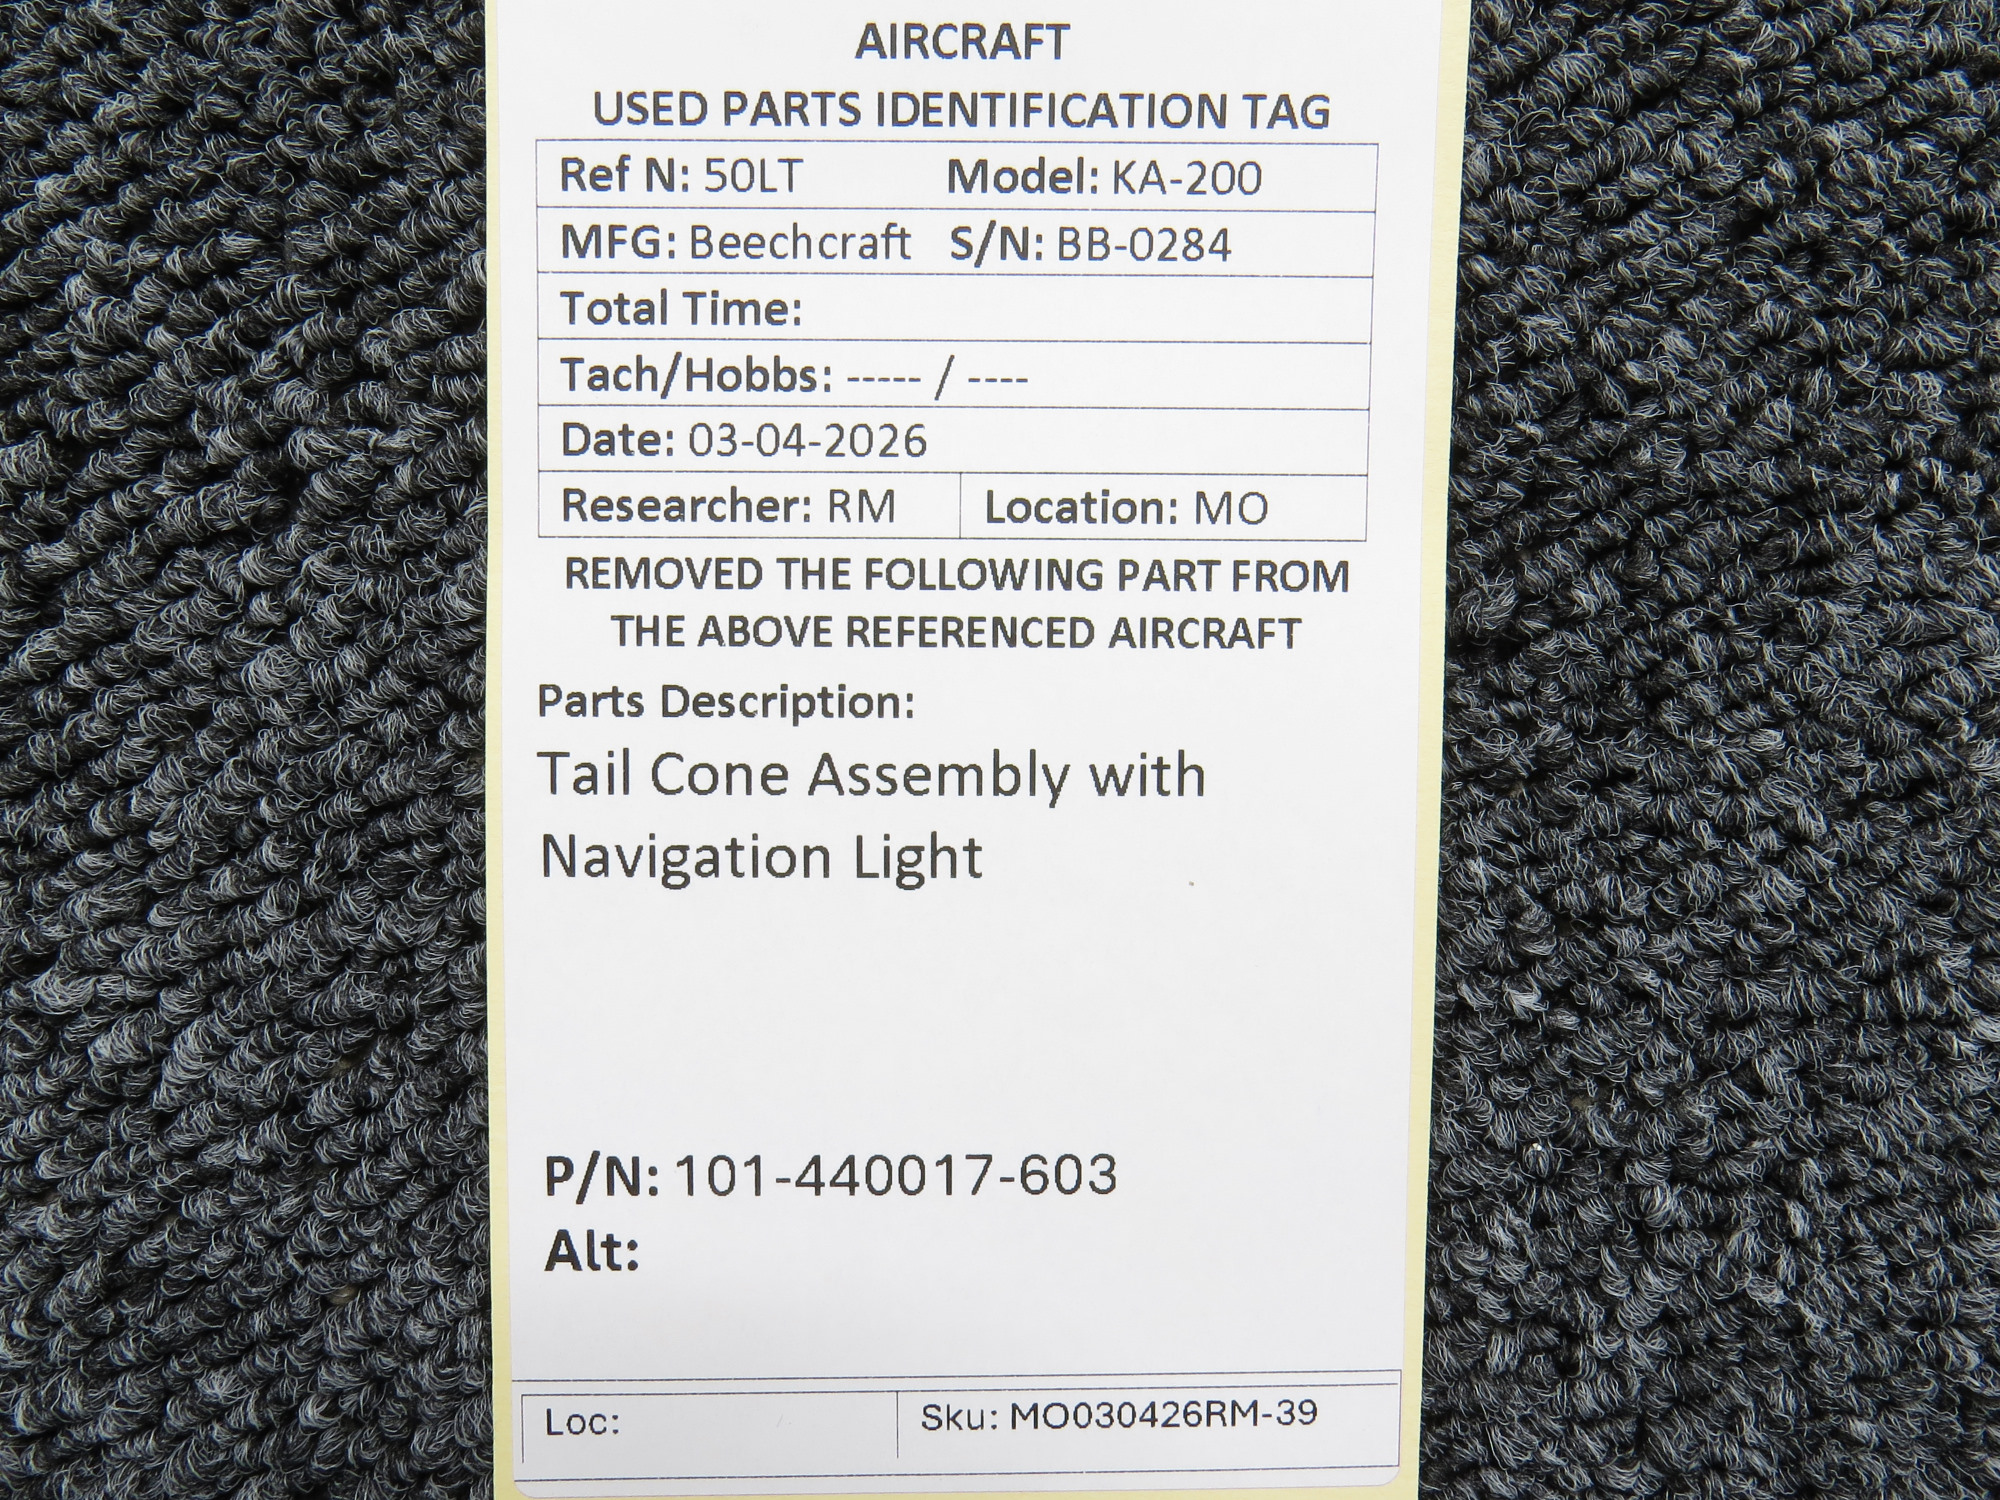 AIRCRAFT
USED PARTS IDENTIFICATION TAG
Ref N: 50LT Model: KA-200
MFG: Beechcraft S/N: BB-0284
Total Time:
Tach/Hobbs: ----- / ----
Date: 03-04-2026
Researcher: RM Location: MO
REMOVED THE FOLLOWING PART FROM
THE ABOVE REFERENCED AIRCRAFT
Parts Description:
Tail Cone Assembly with
Navigation Light
P/N: 101-440017-603
Alt:
Loc: Sku: MO030426RM-39